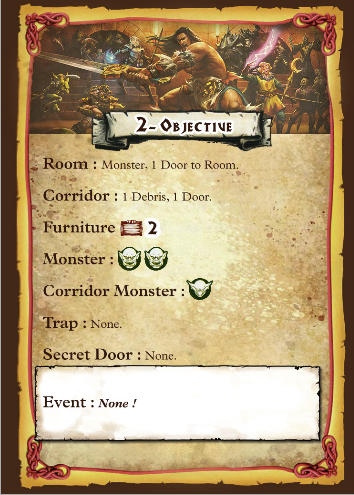 2- Objective
Room : Monster, 1 Door to Room.
Corridor : 1 Debris, 1 Door.
Furniture 2
Monster :
Corridor Monster :
Trap : None.
Secret Door : None.
Event : None !